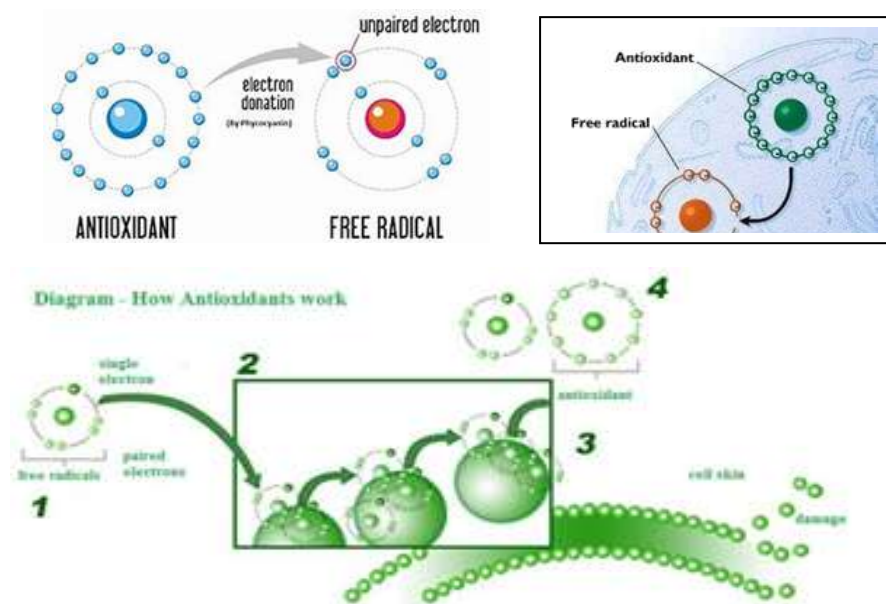 unpaired electron
electron
donation
(by Phycocyanin)
ANTIOXIDANT
FREE RADICAL
Antioxidant
Free radical
Diagram - How Antioxidants work
1
2
3
4
single
electron
free radicals
paired
electrons
antioxidant
cell skin
damage